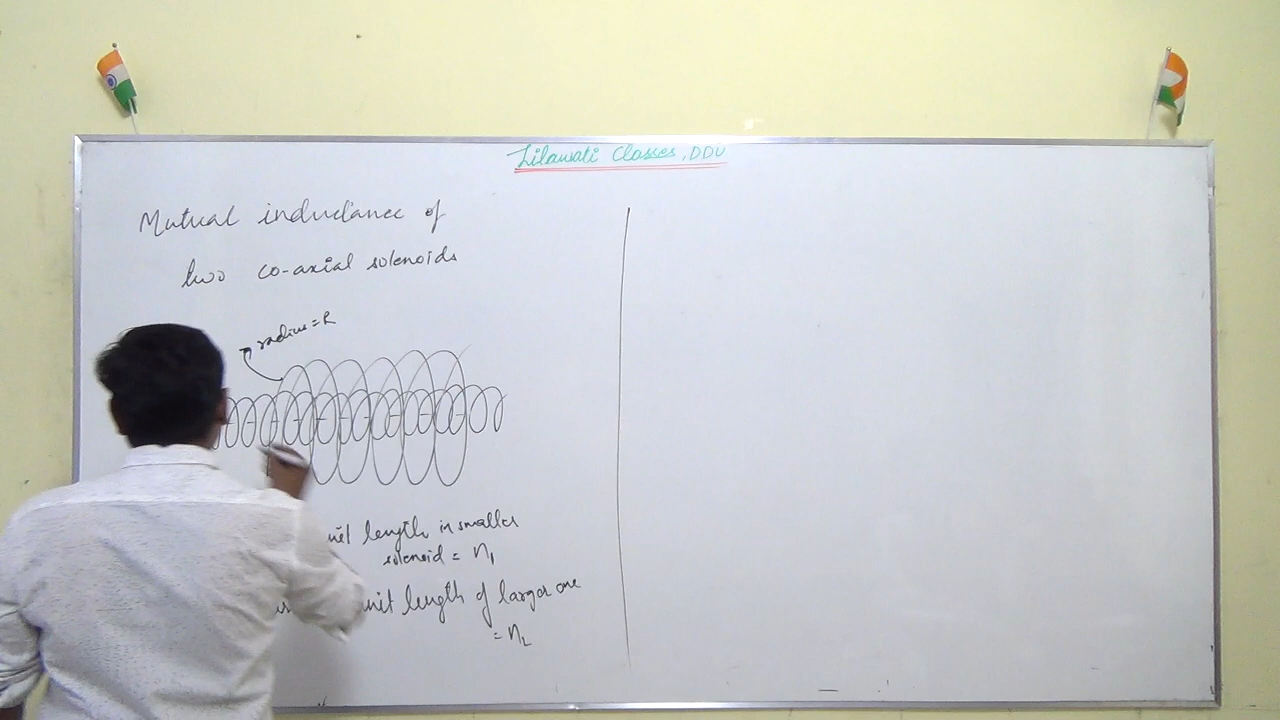 Lilawati Classes, DDU
Mutual inductance of
two co-axial solenoids
radius = R
length in smaller
solenoid = n₁
length of larger one
= n₂